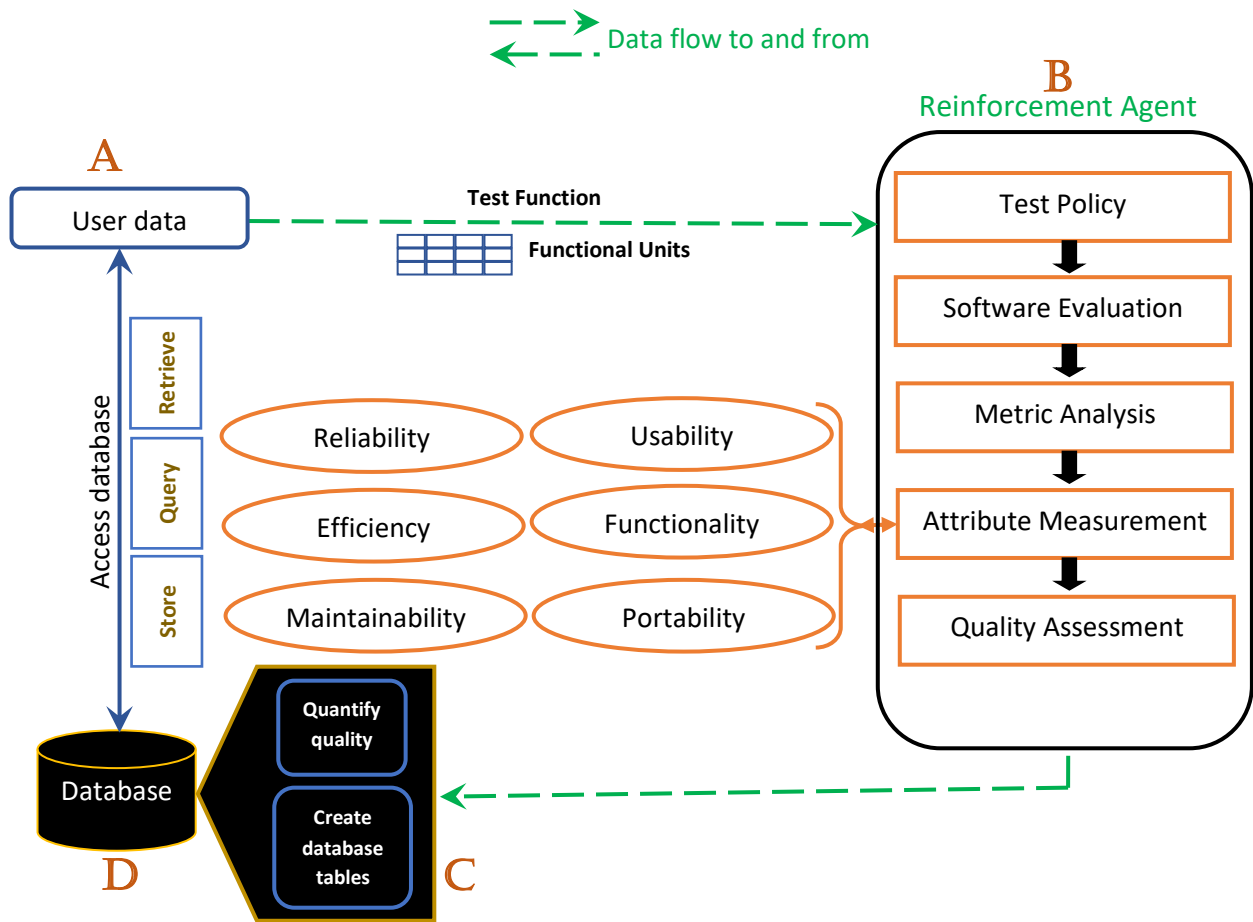 Data flow to and from
B
Reinforcement Agent
A
User data
Test Function
Functional Units
Test Policy
Software Evaluation
Metric Analysis
Attribute Measurement
Quality Assessment
Access database
Retrieve
Query
Store
Reliability
Usability
Efficiency
Functionality
Maintainability
Portability
Quantify
quality
Create
database
tables
Database
D
C